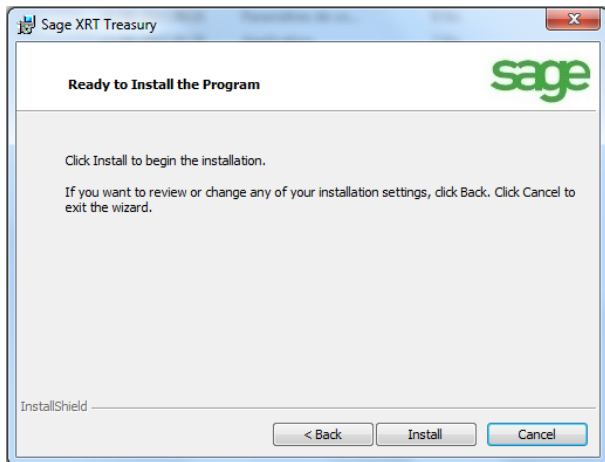 Sage XRT Treasury
Ready to Install the Program
sage
Click Install to begin the installation.
If you want to review or change any of your installation settings, click Back. Click Cancel to
exit the wizard.
InstallShield
< Back
Install
Cancel